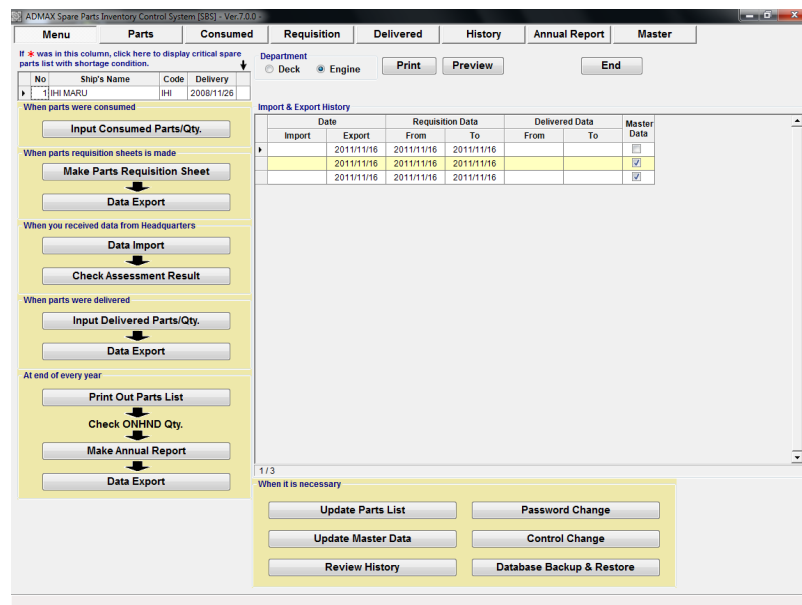 ADMAX Spare Parts Inventory Control System [SBS] - Ver.7.0.0 -
Menu Parts Consumed Requisition Delivered History Annual Report Master
If * was in this column, click here to display critical spare
parts list with shortage condition.
No Ship's Name Code Delivery
1 IHI MARU IHI 2008/11/26
Department
Deck Engine Print Preview End
When parts were consumed
Input Consumed Parts/Qty.
When parts requisition sheets is made
Make Parts Requisition Sheet
Data Export
When you received data from Headquarters
Data Import
Check Assessment Result
When parts were delivered
Input Delivered Parts/Qty.
Data Export
At end of every year
Print Out Parts List
Check ONHND Qty.
Make Annual Report
Data Export
Import & Export History
Date Requisition Data Delivered Data Master
Data
Import Export From To From To
2011/11/16 2011/11/16 2011/11/16
2011/11/16 2011/11/16 2011/11/16
2011/11/16 2011/11/16 2011/11/16
1 / 3
When it is necessary
Update Parts List Password Change
Update Master Data Control Change
Review History Database Backup & Restore